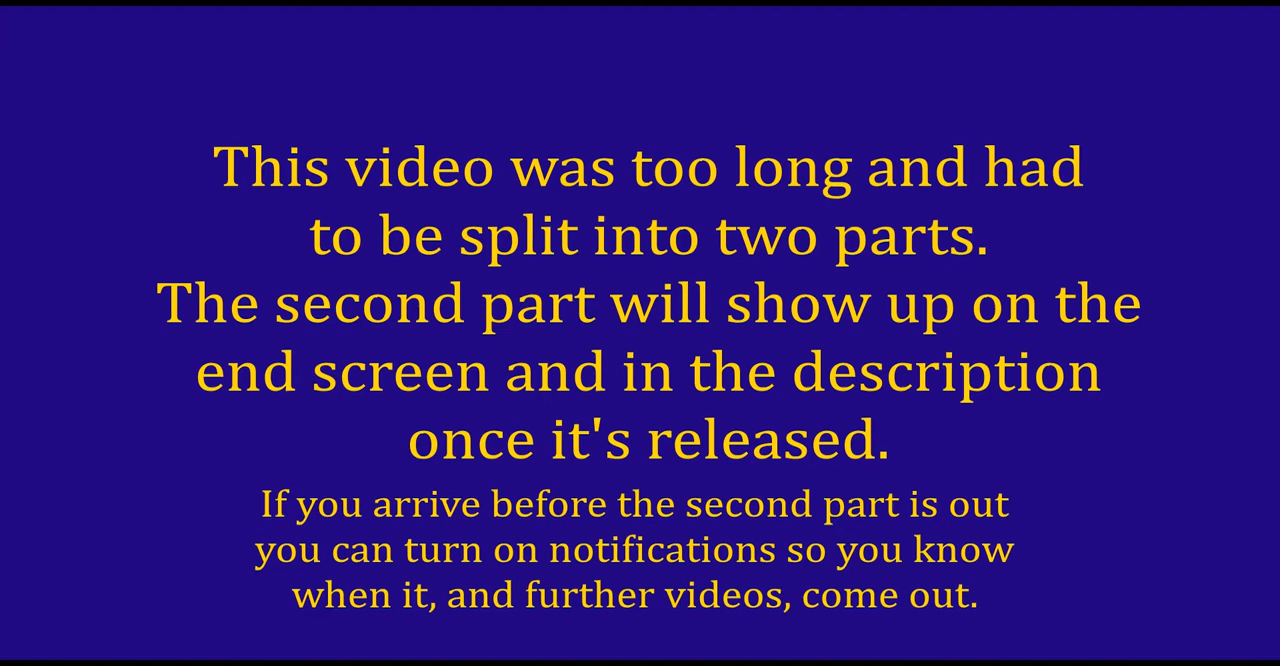 This video was too long and had
to be split into two parts.
The second part will show up on the
end screen and in the description
once it's released.
If you arrive before the second part is out
you can turn on notifications so you know
when it, and further videos, come out.